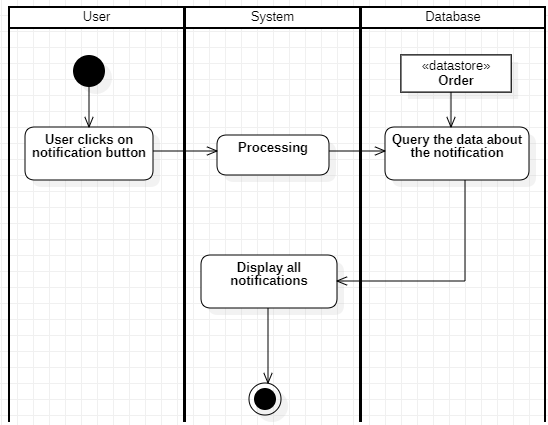 User
System
Database
«datastore»
Order
User clicks on
notification button
Processing
Query the data about
the notification
Display all
notifications